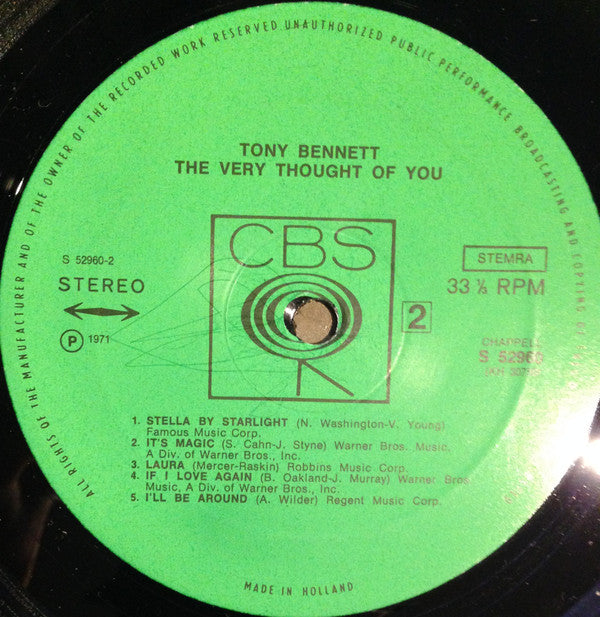 ALL RIGHTS OF THE MANUFACTURER AND OF THE OWNER OF THE RECORDED WORK RESERVED UNAUTHORIZED PUBLIC PERFORMANCE BROADCASTING AND COPYING OF
TONY BENNETT
THE VERY THOUGHT OF YOU
S 52960-2
STEREO
P 1971
CBS
STEMRA
33 ⅓ RPM
2
CHAPPELL
S 52960
1. STELLA BY STARLIGHT (N. Washington-V. Young)
Famous Music Corp.
2. IT'S MAGIC (S. Cahn-J. Styne) Warner Bros. Music,
A Div. of Warner Bros., Inc.
3. LAURA (Mercer-Raskin) Robbins Music Corp.
4. IF I LOVE AGAIN (B. Oakland-J. Murray) Warner Bros.
Music, A Div. of Warner Bros., Inc.
5. I'LL BE AROUND (A. Wilder) Regent Music Corp.
MADE IN HOLLAND